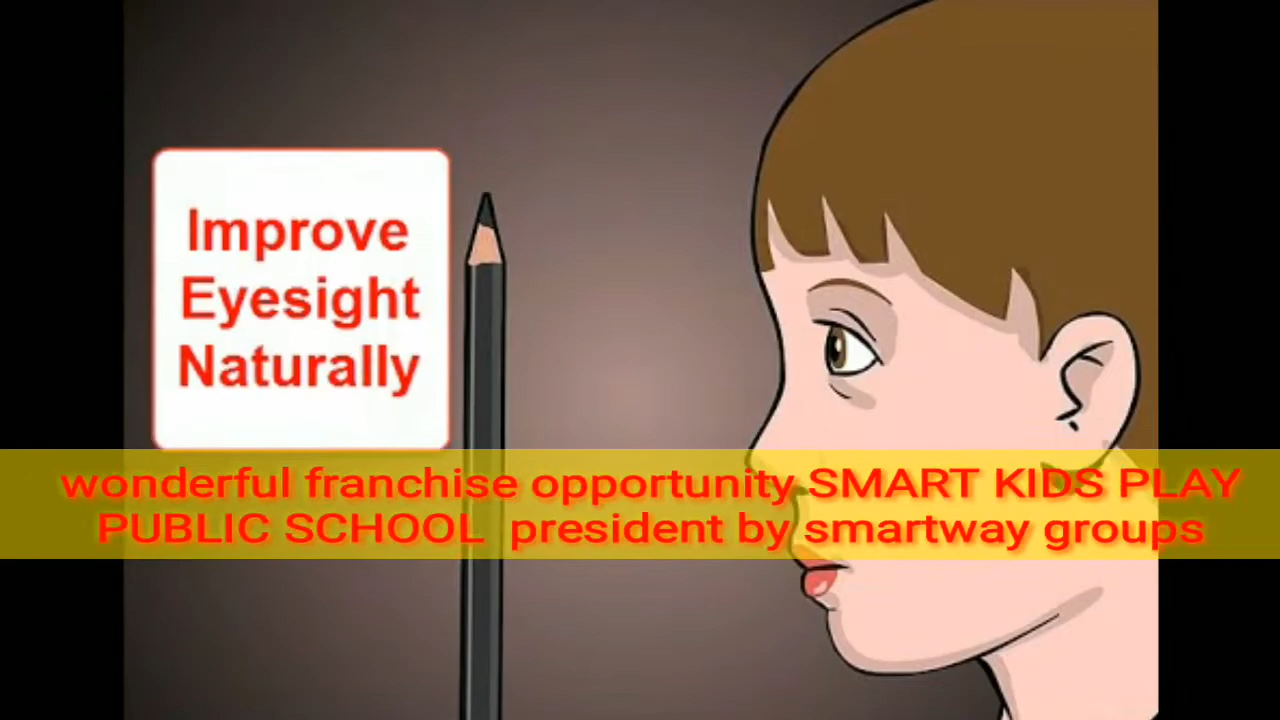 Improve
Eyesight
Naturally
wonderful franchise opportunity SMART KIDS PLAY
PUBLIC SCHOOL president by smartway groups